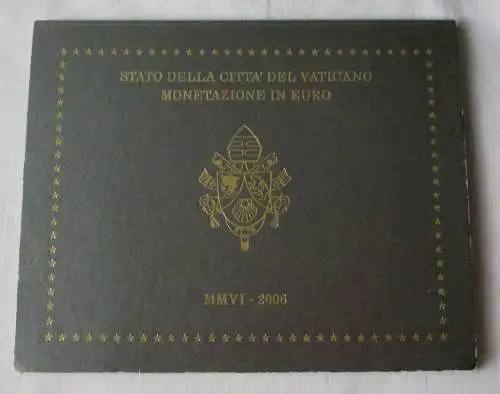 STATO DELLA CITTA' DEL VATICANO
MONETAZIONE IN EURO
MMVI - 2006